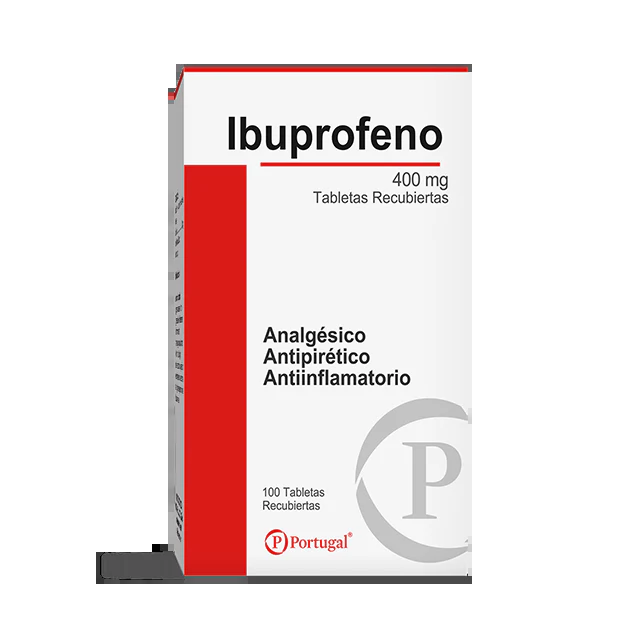 Ibuprofeno
400 mg
Tabletas Recubiertas
Analgésico
Antipirético
Antiinflamatorio
100 Tabletas
Recubiertas
P Portugal®
P